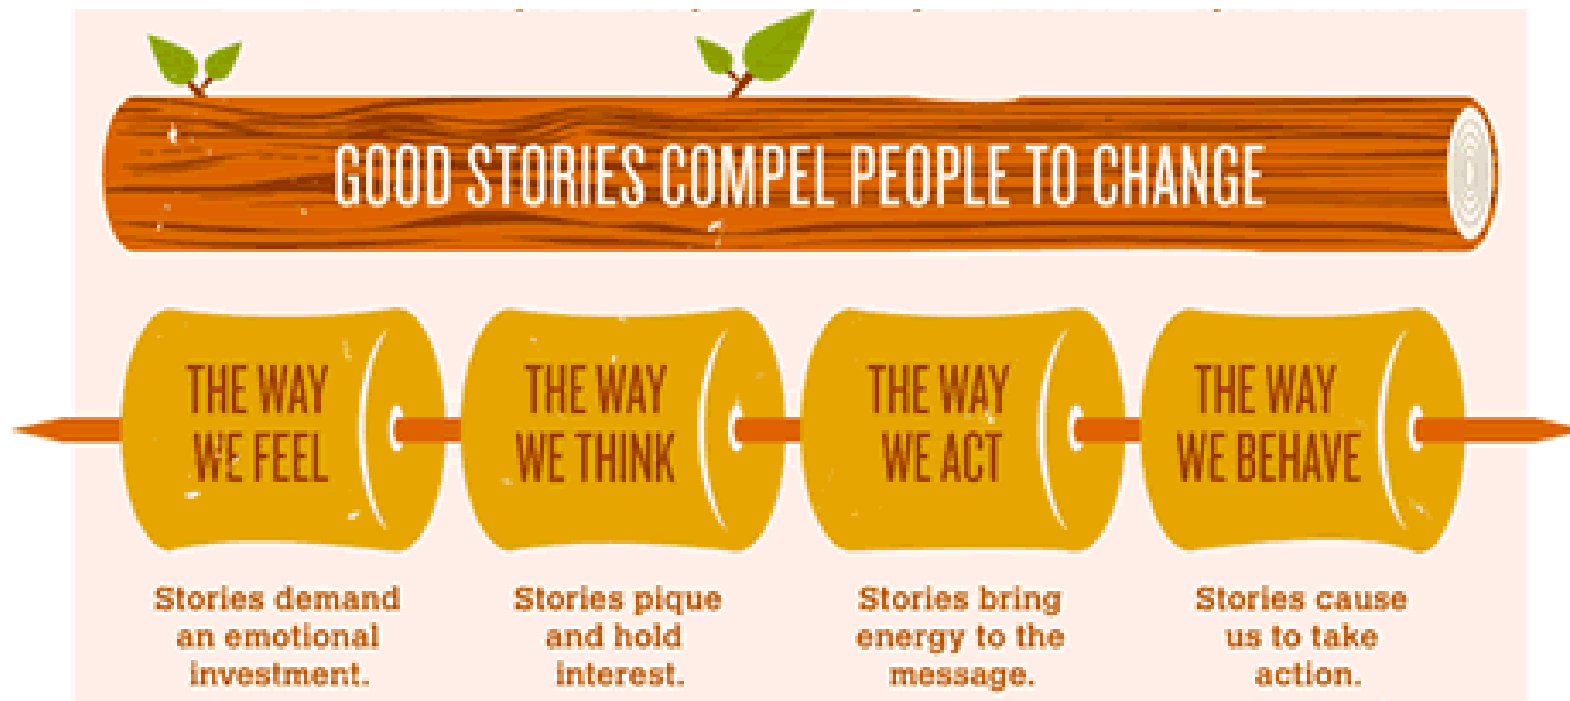 GOOD STORIES COMPEL PEOPLE TO CHANGE
THE WAY
WE FEEL
THE WAY
WE THINK
THE WAY
WE ACT
THE WAY
WE BEHAVE
Stories demand
an emotional
investment.
Stories pique
and hold
interest.
Stories bring
energy to the
message.
Stories cause
us to take
action.